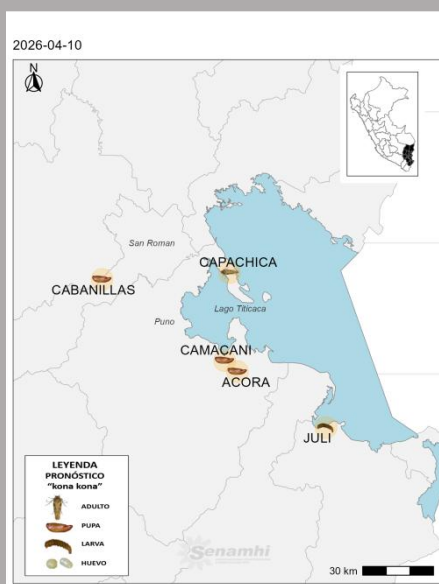 2026-04-10
N
San Roman
CAPACHICA
CABANILLAS
Lago Titicaca
Puno
CAMACANI
ACORA
JULI
LEYENDA
PRONÓSTICO
"kona kona"
ADULTO
PUPA
LARVA
HUEVO
Senamhi
30 km